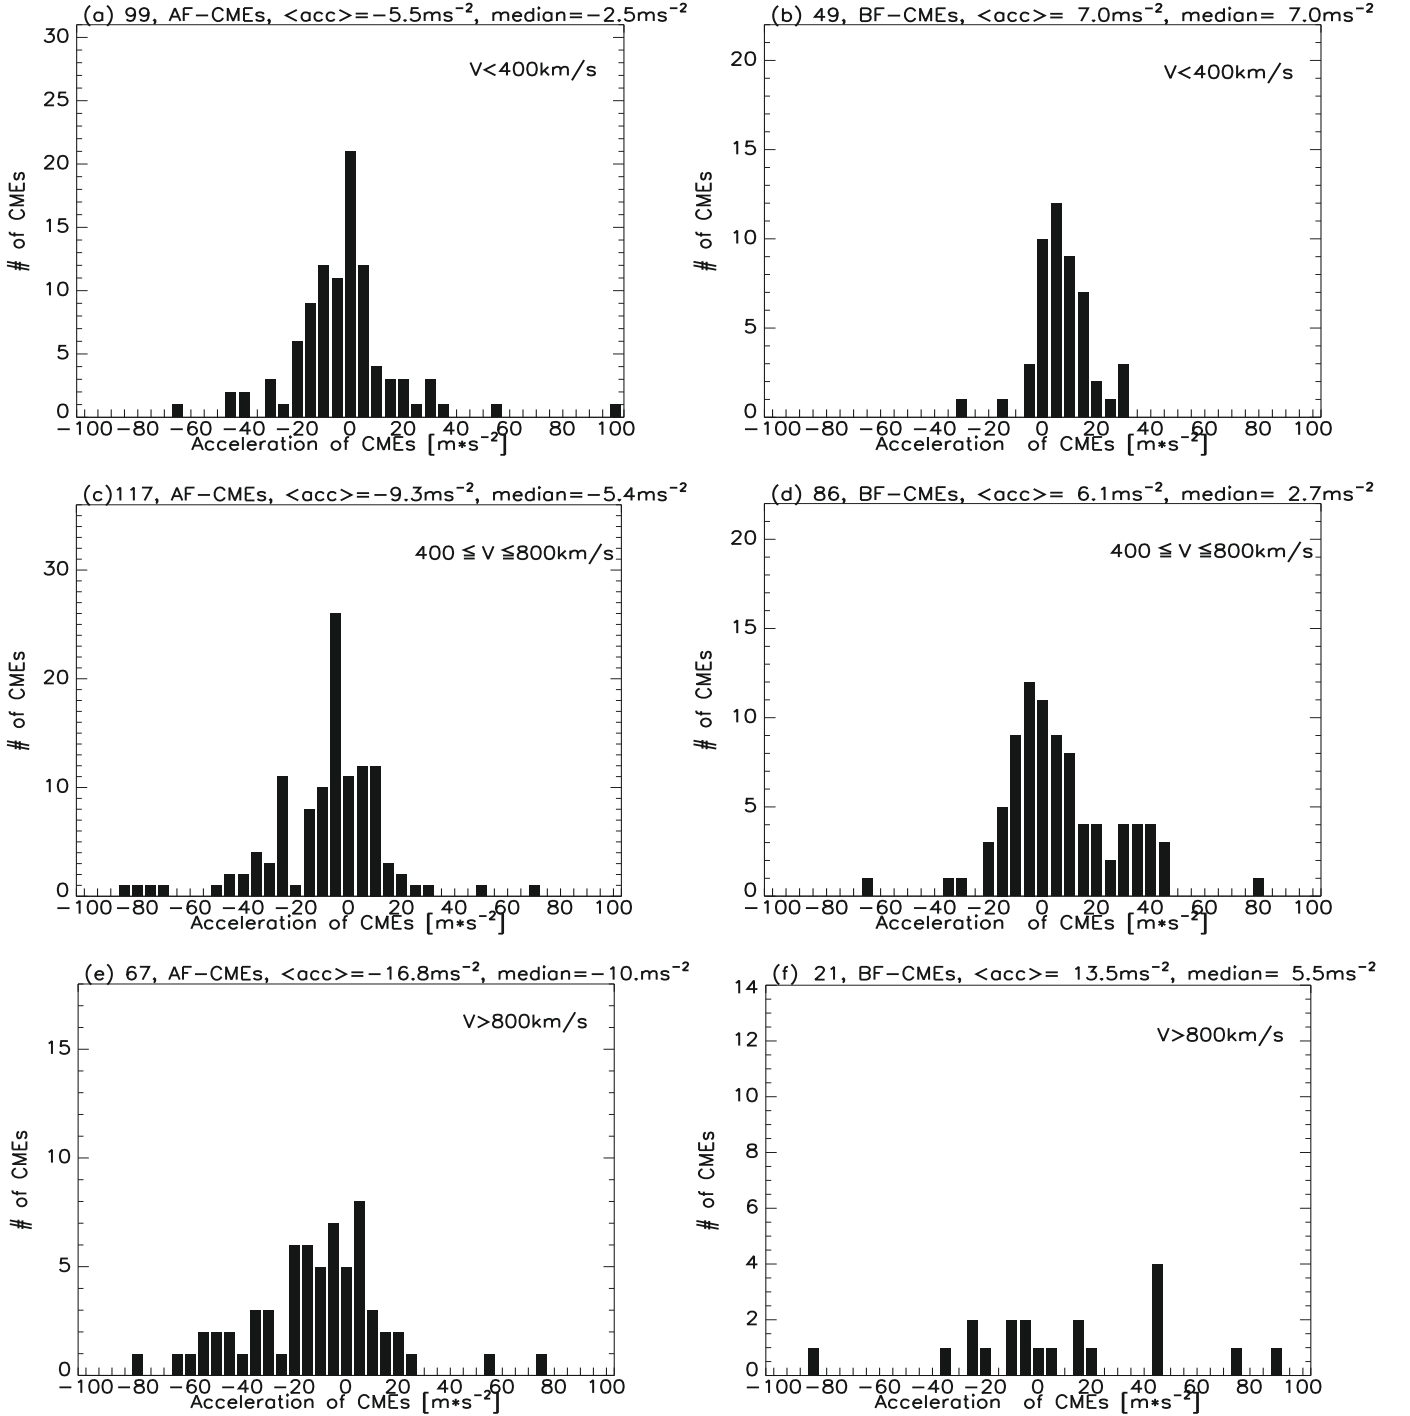 (a) 99, AF-CMEs, <acc>=-5.5ms⁻², median=-2.5ms⁻²
V<400km/s
# of CMEs
30
25
20
15
10
5
0
-100 -80 -60 -40 -20 0 20 40 60 80 100
Acceleration of CMEs [m*s⁻²]
(b) 49, BF-CMEs, <acc>= 7.0ms⁻², median= 7.0ms⁻²
V<400km/s
# of CMEs
20
15
10
5
0
-100 -80 -60 -40 -20 0 20 40 60 80 100
Acceleration of CMEs [m*s⁻²]
(c)117, AF-CMEs, <acc>=-9.3ms⁻², median=-5.4ms⁻²
400 ≦ V ≦800km/s
# of CMEs
30
20
10
0
-100 -80 -60 -40 -20 0 20 40 60 80 100
Acceleration of CMEs [m*s⁻²]
(d) 86, BF-CMEs, <acc>= 6.1ms⁻², median= 2.7ms⁻²
400 ≦ V ≦800km/s
# of CMEs
20
15
10
5
0
-100 -80 -60 -40 -20 0 20 40 60 80 100
Acceleration of CMEs [m*s⁻²]
(e) 67, AF-CMEs, <acc>=-16.8ms⁻², median=-10.ms⁻²
V>800km/s
# of CMEs
15
10
5
0
-100 -80 -60 -40 -20 0 20 40 60 80 100
Acceleration of CMEs [m*s⁻²]
(f) 21, BF-CMEs, <acc>= 13.5ms⁻², median= 5.5ms⁻²
V>800km/s
# of CMEs
14
12
10
8
6
4
2
0
-100 -80 -60 -40 -20 0 20 40 60 80 100
Acceleration of CMEs [m*s⁻²]